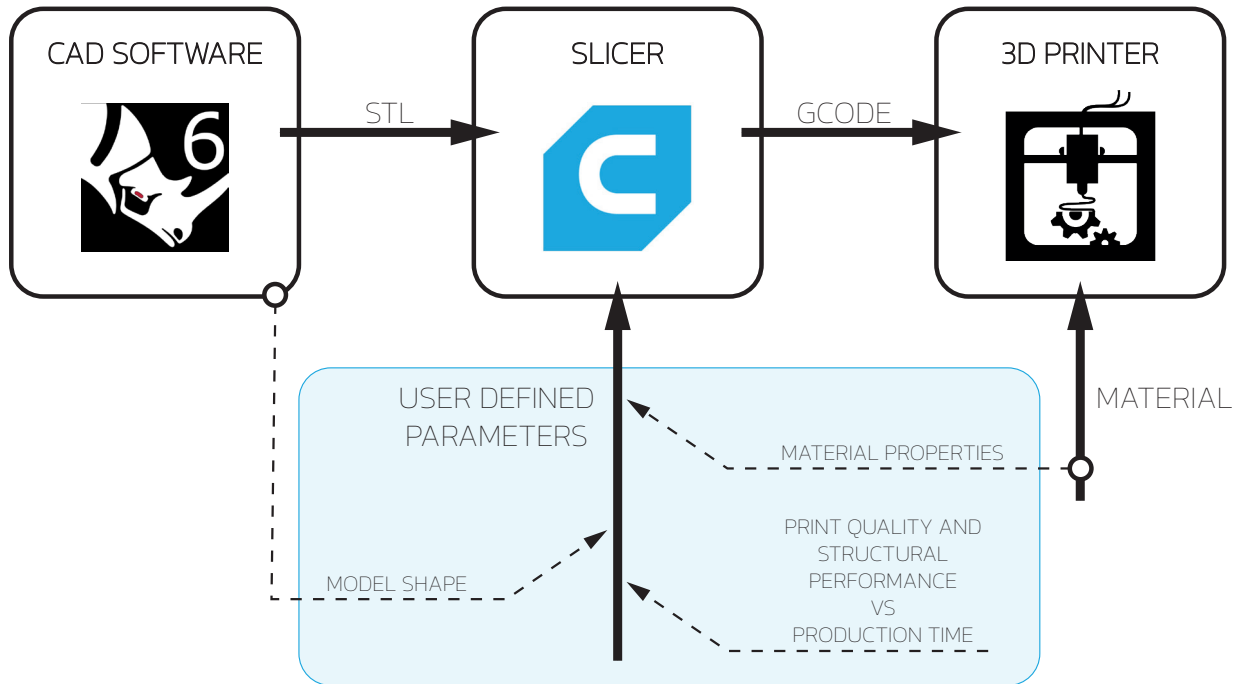 CAD SOFTWARE
SLICER
3D PRINTER
6
STL
C
GCODE
USER DEFINED
PARAMETERS
MATERIAL
MATERIAL PROPERTIES
PRINT QUALITY AND
STRUCTURAL
PERFORMANCE
VS
PRODUCTION TIME
MODEL SHAPE